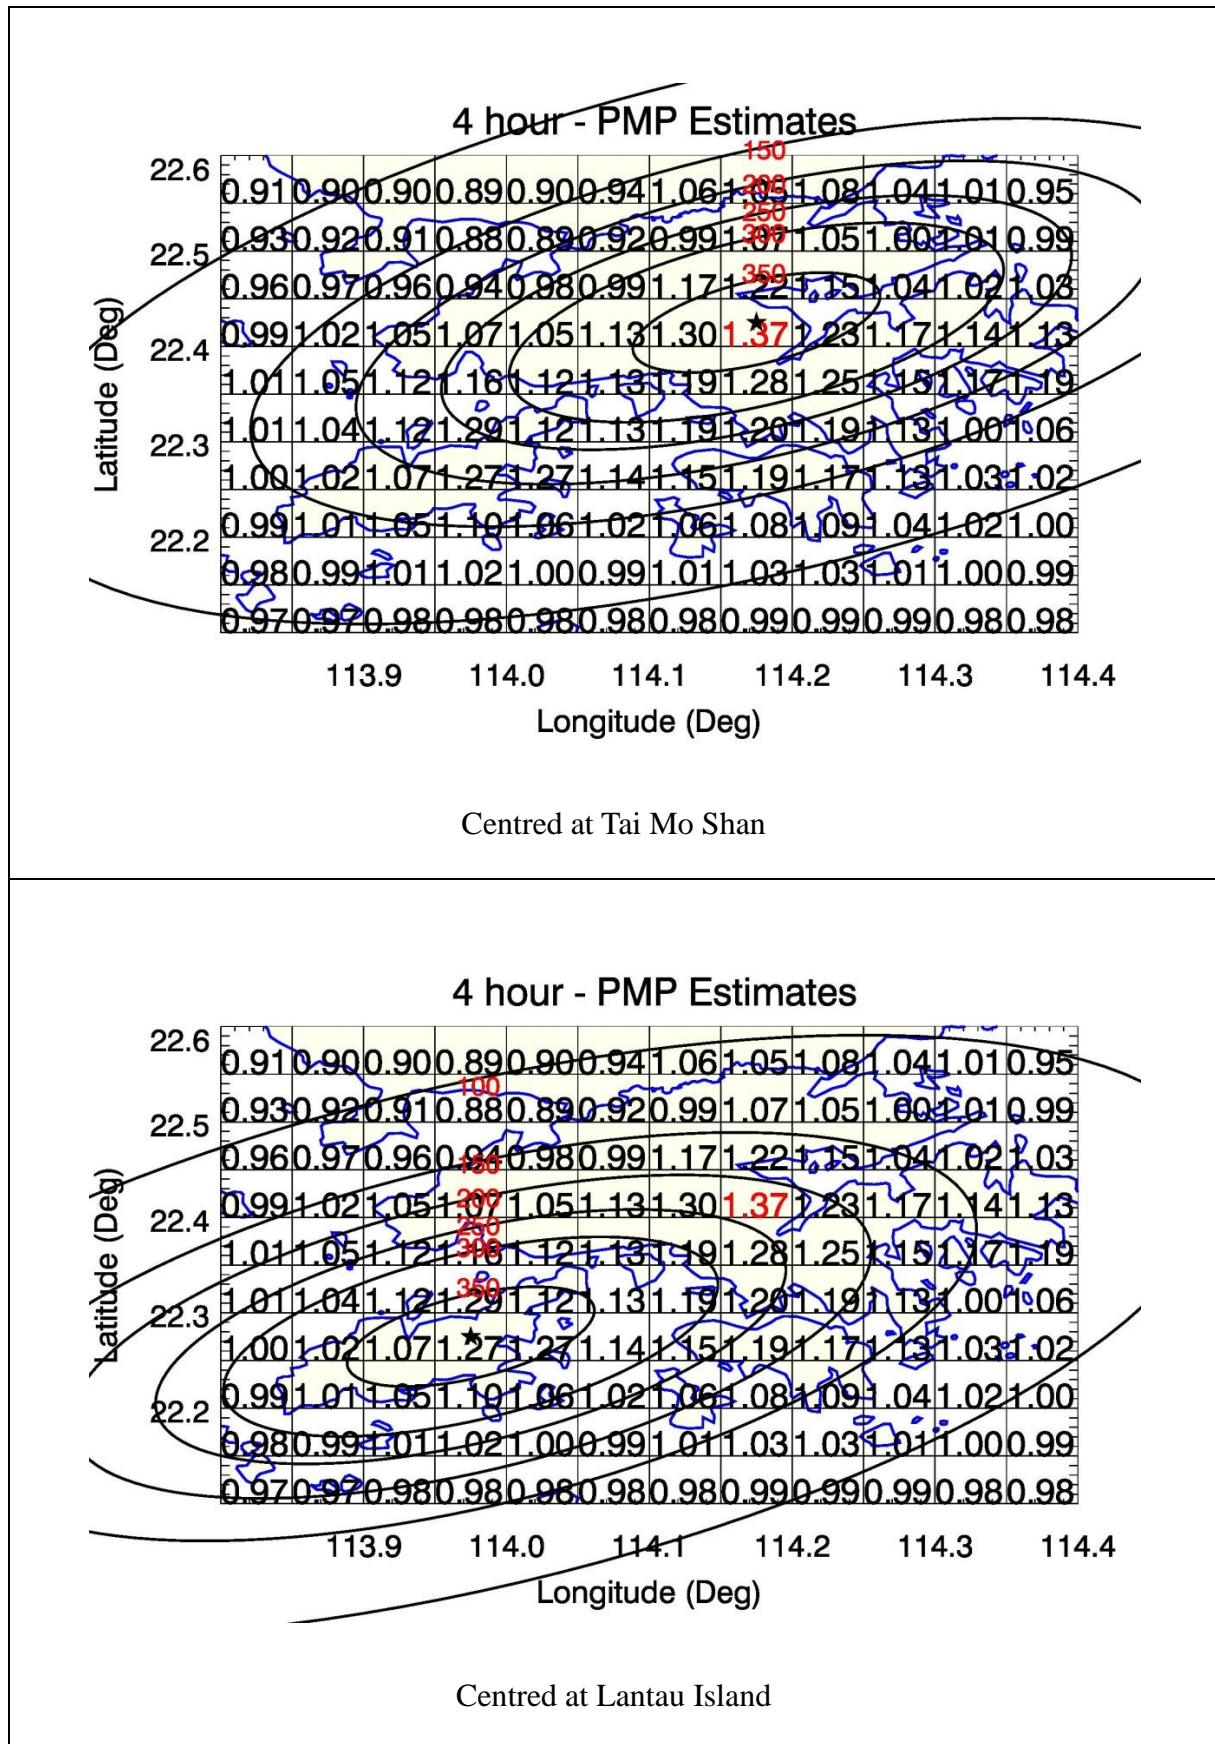 4 hour - PMP Estimates
150
22.6
200
0.91 0.90 0.90 0.89 0.90 0.94 1.06 1.05 1.08 1.04 1.01 0.95
250
300
0.93 0.92 0.91 0.88 0.89 0.92 0.99 1.07 1.05 1.00 1.01 0.99
22.5
350
0.96 0.97 0.96 0.94 0.98 0.99 1.17 1.22 1.15 1.04 1.02 1.03
0.99 1.02 1.05 1.07 1.05 1.13 1.30 1.37 1.23 1.17 1.14 1.13
22.4
1.01 1.05 1.12 1.16 1.12 1.13 1.19 1.28 1.25 1.15 1.17 1.19
1.01 1.04 1.12 1.29 1.12 1.13 1.19 1.20 1.19 1.13 1.00 1.06
22.3
1.00 1.02 1.07 1.27 1.27 1.14 1.15 1.19 1.17 1.13 1.03 1.02
0.99 1.01 1.05 1.10 1.06 1.02 1.06 1.08 1.09 1.04 1.02 1.00
22.2
0.98 0.99 1.01 1.02 1.00 0.99 1.01 1.03 1.03 1.01 1.00 0.99
0.97 0.97 0.98 0.98 0.98 0.98 0.98 0.99 0.99 0.99 0.98 0.98
Latitude (Deg)
113.9 114.0 114.1 114.2 114.3 114.4
Longitude (Deg)
Centred at Tai Mo Shan
4 hour - PMP Estimates
22.6
0.91 0.90 0.90 0.89 0.90 0.94 1.06 1.05 1.08 1.04 1.01 0.95
100
0.93 0.92 0.91 0.88 0.89 0.92 0.99 1.07 1.05 1.00 1.01 0.99
22.5
150
0.96 0.97 0.96 0.94 0.98 0.99 1.17 1.22 1.15 1.04 1.02 1.03
200
0.99 1.02 1.05 1.07 1.05 1.13 1.30 1.37 1.23 1.17 1.14 1.13
22.4
250
300
1.01 1.05 1.12 1.16 1.12 1.13 1.19 1.28 1.25 1.15 1.17 1.19
350
1.01 1.04 1.12 1.29 1.12 1.13 1.19 1.20 1.19 1.13 1.00 1.06
22.3
1.00 1.02 1.07 1.27 1.27 1.14 1.15 1.19 1.17 1.13 1.03 1.02
0.99 1.01 1.05 1.10 1.06 1.02 1.06 1.08 1.09 1.04 1.02 1.00
22.2
0.98 0.99 1.01 1.02 1.00 0.99 1.01 1.03 1.03 1.01 1.00 0.99
0.97 0.97 0.98 0.98 0.98 0.98 0.98 0.99 0.99 0.99 0.98 0.98
Latitude (Deg)
113.9 114.0 114.1 114.2 114.3 114.4
Longitude (Deg)
Centred at Lantau Island